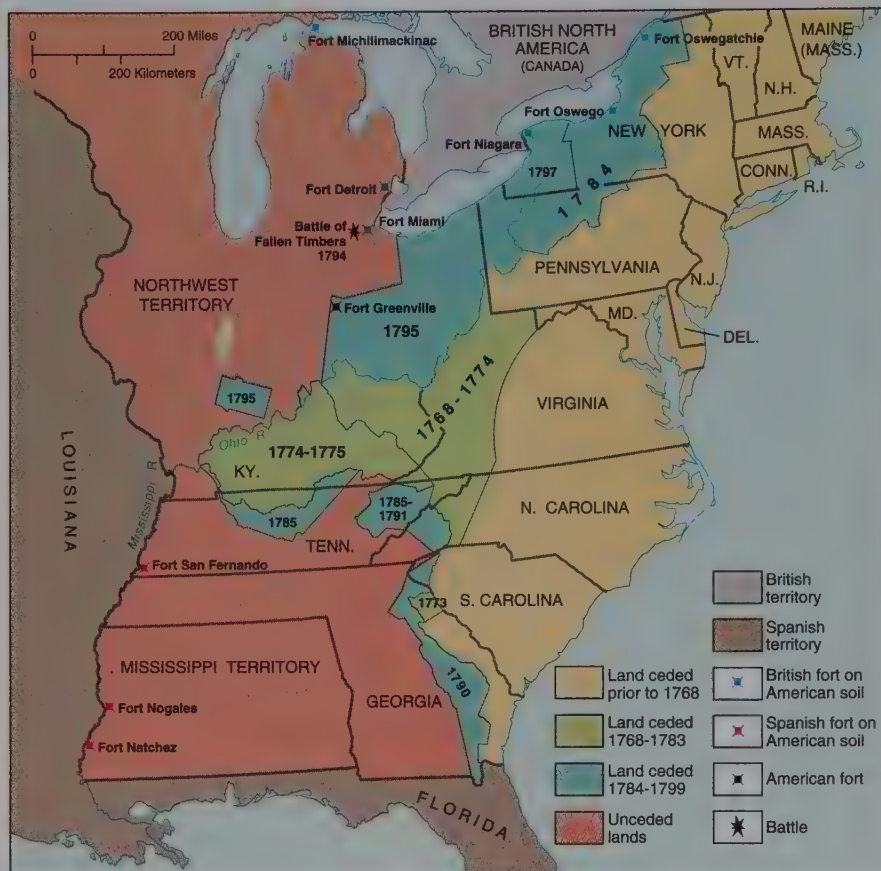 0 200 Miles
0 200 Kilometers
Fort Michilimackinac
BRITISH NORTH
AMERICA
(CANADA)
Fort Oswegatchie
MAINE
(MASS.)
VT.
N.H.
Fort Oswego
Fort Niagara
NEW YORK
MASS.
CONN.
R.I.
1797
1784
Fort Detroit
Battle of
Fallen Timbers
1794
Fort Miami
PENNSYLVANIA
N.J.
NORTHWEST
TERRITORY
Fort Greenville
1795
MD.
DEL.
1795
1768-1774
VIRGINIA
Ohio R.
KY.
1774-1775
LOUISIANA
Mississippi R.
1785
1785-
1791
N. CAROLINA
TENN.
Fort San Fernando
1773
S. CAROLINA
MISSISSIPPI TERRITORY
GEORGIA
1790
Fort Nogales
Fort Natchez
FLORIDA
British
territory
Spanish
territory
Land ceded
prior to 1768
British fort on
American soil
Land ceded
1768-1783
Spanish fort on
American soil
Land ceded
1784-1799
American fort
Unceded
lands
Battle